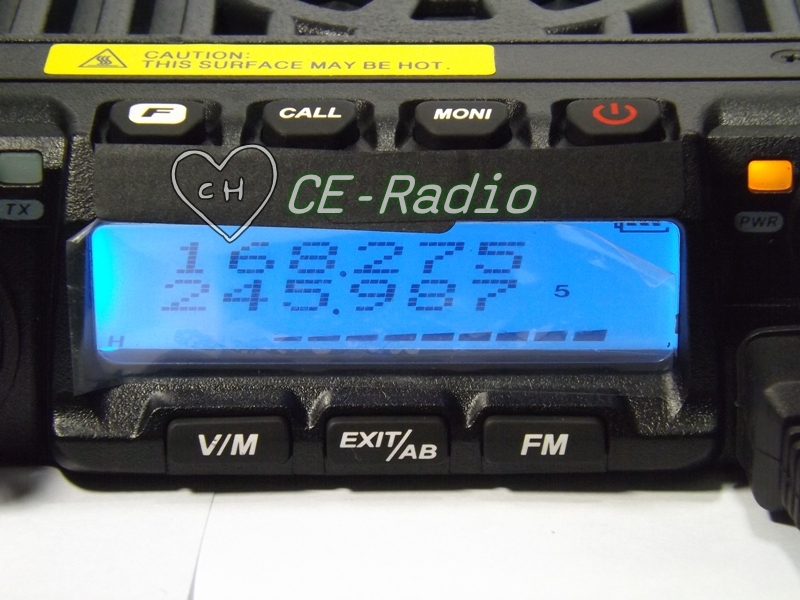 CAUTION:
THIS SURFACE MAY BE HOT.
F CALL MONI
CH CE-Radio
TX
PWR
168.275
245.987 5
H
V/M EXIT/AB FM